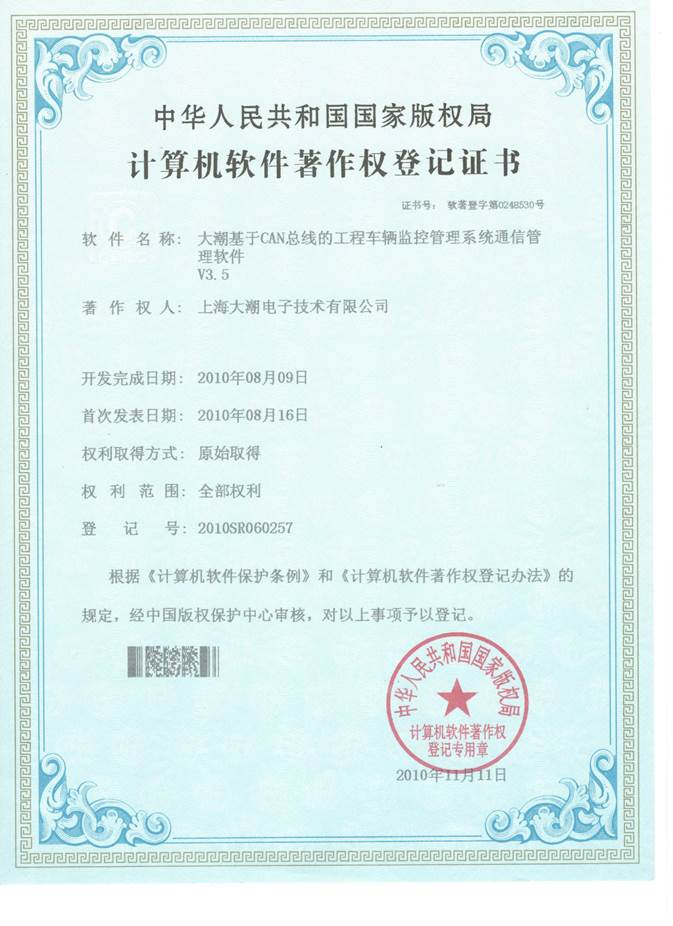 中华人民共和国国家版权局
计算机软件著作权登记证书
证书号： 软著登字第0248530号
软件名称： 大潮基于CAN总线的工程车辆监控管理系统通信管
理软件
V3.5
著作权人： 上海大潮电子技术有限公司
开发完成日期： 2010年08月09日
首次发表日期： 2010年08月16日
权利取得方式： 原始取得
权利范围： 全部权利
登记号： 2010SR060257
根据《计算机软件保护条例》和《计算机软件著作权登记办法》的
规定，经中国版权保护中心审核，对以上事项予以登记。
中华人民共和国国家版权局
计算机软件著作权
登记专用章
2010年11月11日